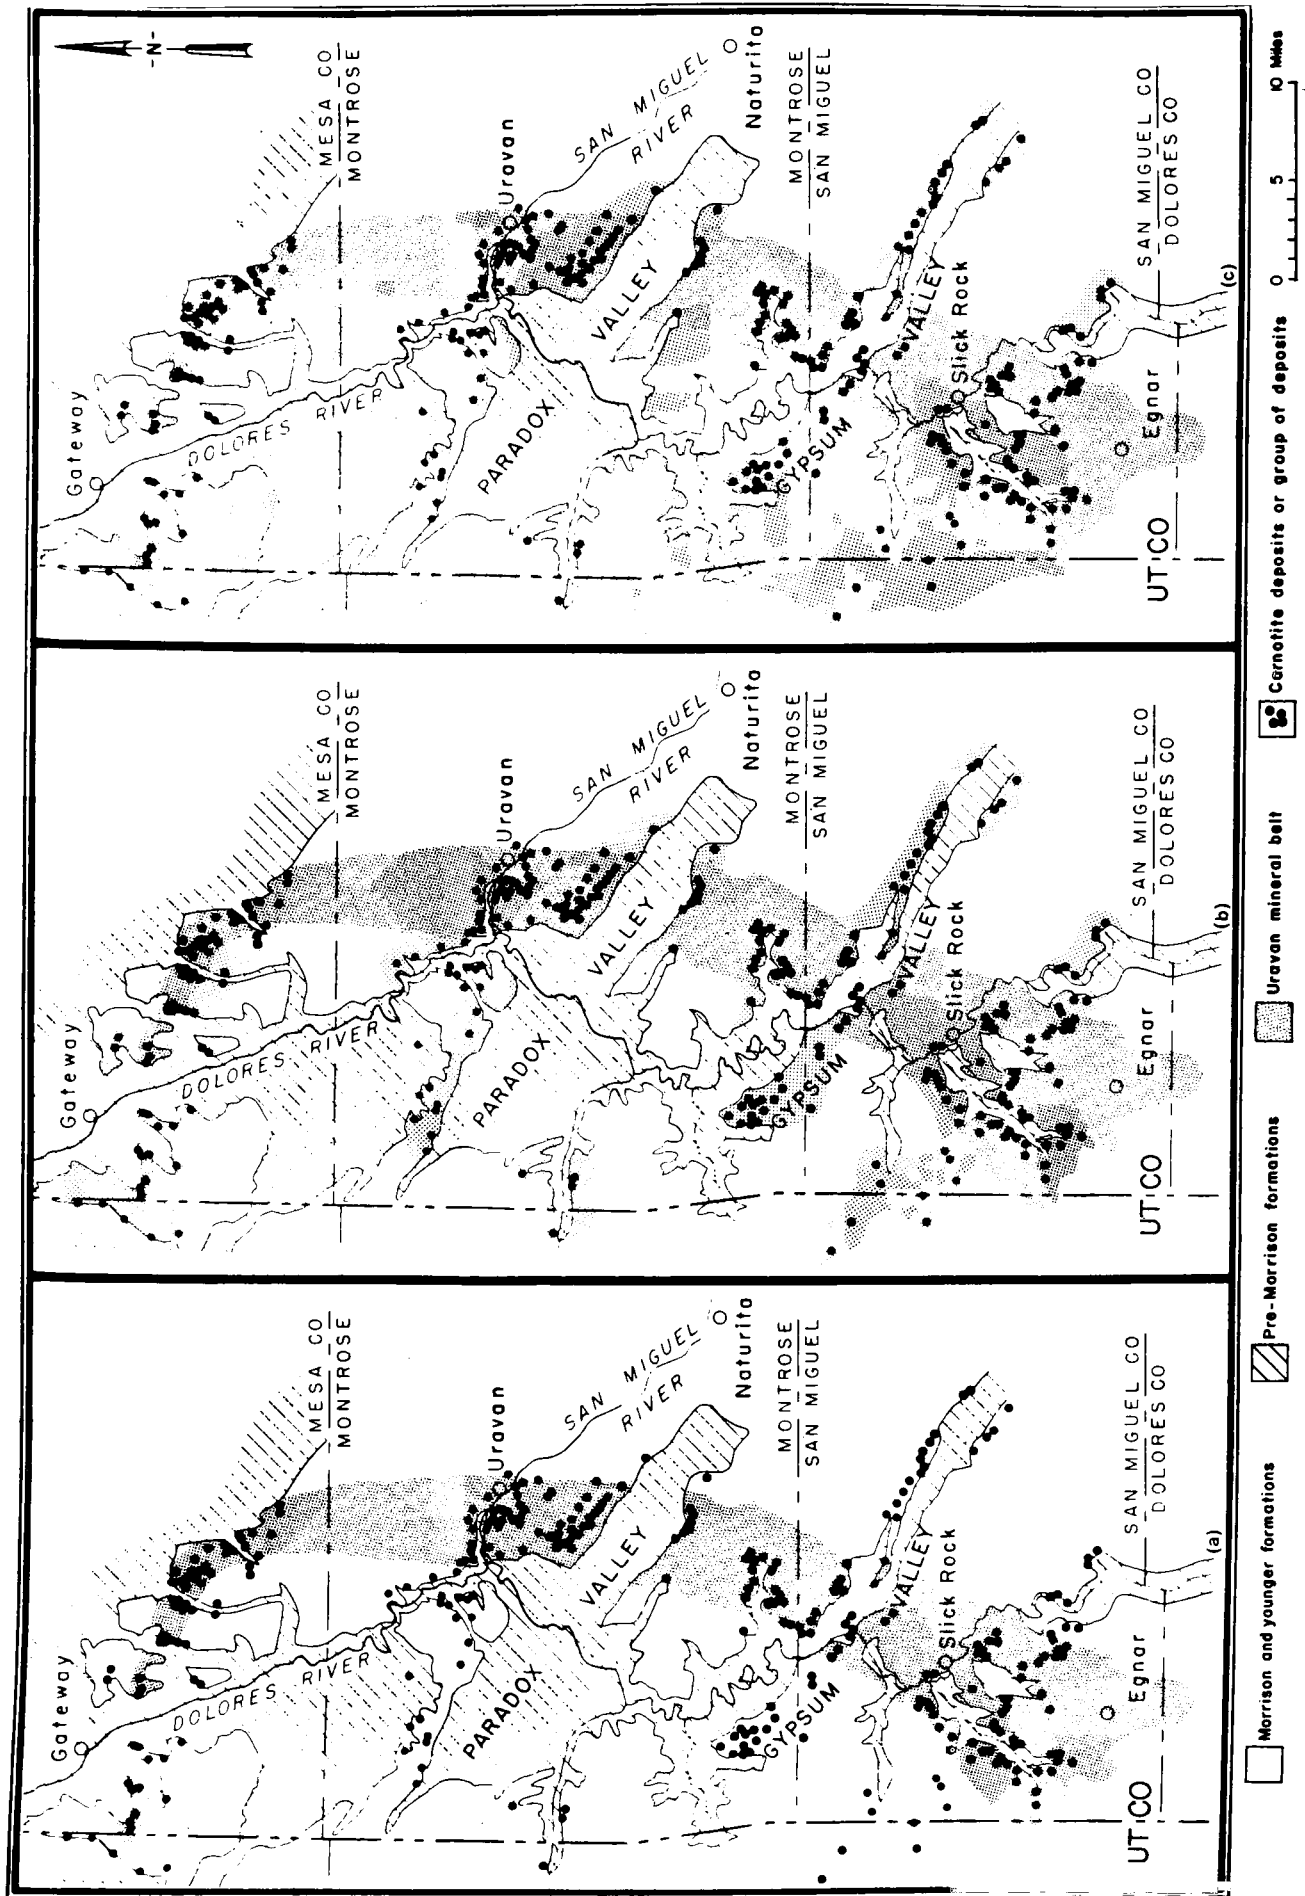 Gateway
DOLORES RIVER
MESA CO
MONTROSE
Uravan
SAN MIGUEL
RIVER
PARADOX
VALLEY
Naturita
MONTROSE
SAN MIGUEL
GYPSUM
VALLEY
Slick Rock
SAN MIGUEL CO
DOLORES CO
Egnar
UT CO
(a)
Gateway
DOLORES RIVER
MESA CO
MONTROSE
Uravan
SAN MIGUEL
RIVER
PARADOX
VALLEY
Naturita
MONTROSE
SAN MIGUEL
GYPSUM
VALLEY
Slick Rock
SAN MIGUEL CO
DOLORES CO
Egnar
UT CO
(b)
-N-
Gateway
DOLORES RIVER
MESA CO
MONTROSE
Uravan
SAN MIGUEL
RIVER
PARADOX
VALLEY
Naturita
MONTROSE
SAN MIGUEL
GYPSUM
VALLEY
Slick Rock
SAN MIGUEL CO
DOLORES CO
Egnar
UT CO
(c)
Morrison and younger formations
Pre-Morrison formations
Uravan mineral belt
Carnotite deposits or group of deposits
0 5 10 Miles